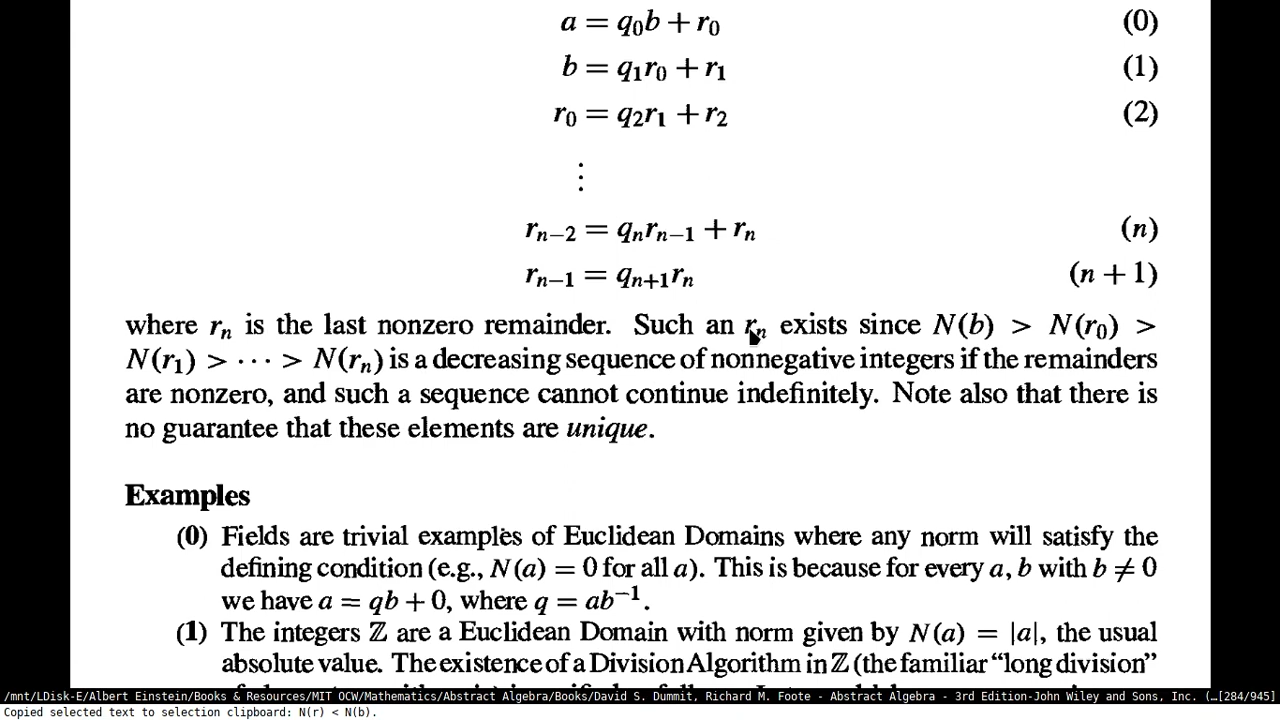 a = q₀b + r₀ (0)
b = q₁r₀ + r₁ (1)
r₀ = q₂r₁ + r₂ (2)
⋮
rₙ₋₂ = qₙrₙ₋₁ + rₙ (n)
rₙ₋₁ = qₙ₊₁rₙ (n + 1)
where rₙ is the last nonzero remainder. Such an rₙ exists since N(b) > N(r₀) >
N(r₁) > ··· > N(rₙ) is a decreasing sequence of nonnegative integers if the remainders
are nonzero, and such a sequence cannot continue indefinitely. Note also that there is
no guarantee that these elements are unique.
Examples
(0) Fields are trivial examples of Euclidean Domains where any norm will satisfy the
defining condition (e.g., N(a) = 0 for all a). This is because for every a, b with b ≠ 0
we have a = qb + 0, where q = ab⁻¹.
(1) The integers ℤ are a Euclidean Domain with norm given by N(a) = |a|, the usual
absolute value. The existence of a Division Algorithm in ℤ (the familiar “long division”
/mnt/LDisk-E/Albert Einstein/Books & Resources/MIT OCW/Mathematics/Abstract Algebra/Books/David S. Dummit, Richard M. Foote - Abstract Algebra - 3rd Edition-John Wiley and Sons, Inc. (…[284/945]
Copied selected text to selection clipboard: N(r) < N(b).